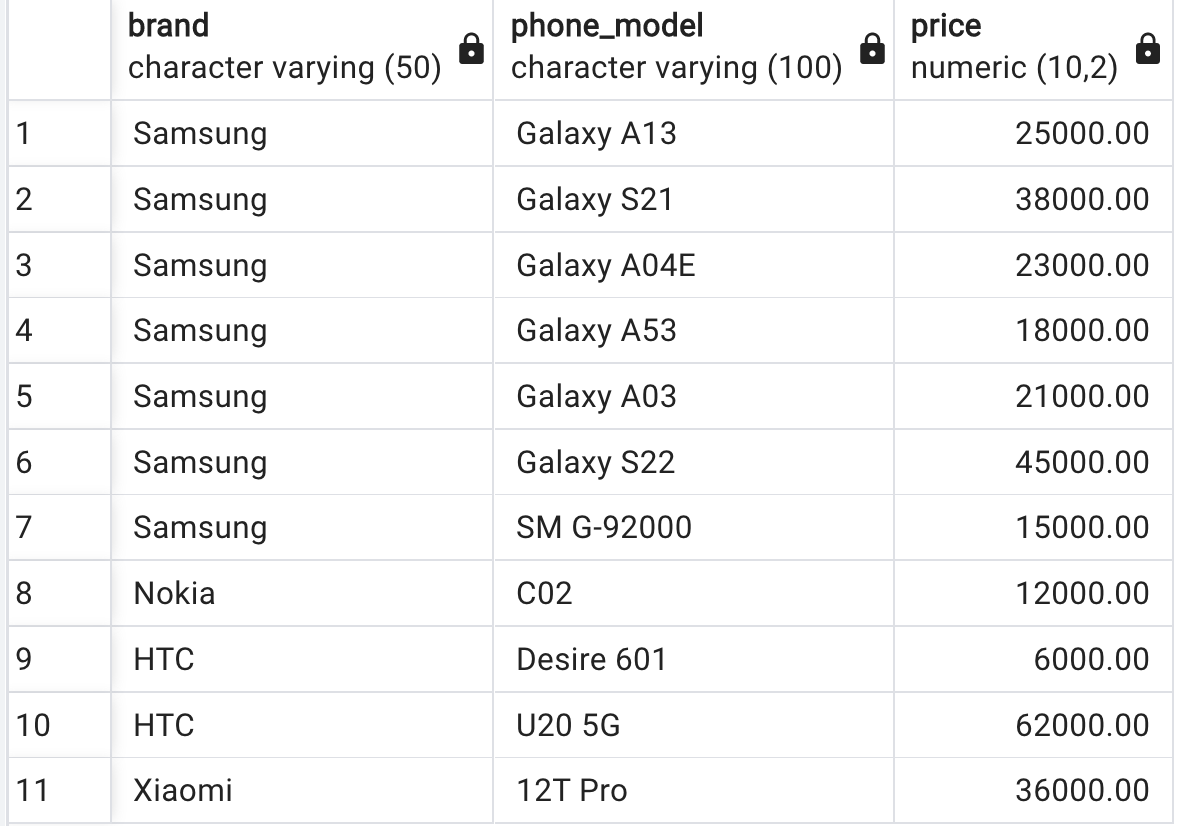 brand phone_model price
character varying (50) character varying (100) numeric (10,2)
1 Samsung Galaxy A13 25000.00
2 Samsung Galaxy S21 38000.00
3 Samsung Galaxy A04E 23000.00
4 Samsung Galaxy A53 18000.00
5 Samsung Galaxy A03 21000.00
6 Samsung Galaxy S22 45000.00
7 Samsung SM G-92000 15000.00
8 Nokia C02 12000.00
9 HTC Desire 601 6000.00
10 HTC U20 5G 62000.00
11 Xiaomi 12T Pro 36000.00